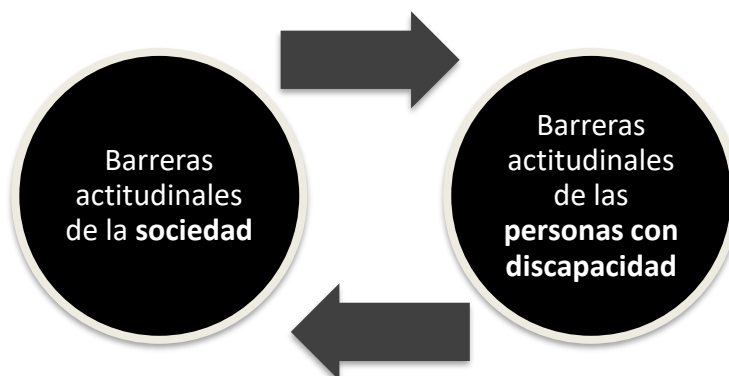 Barreras
actitudinales
de la sociedad
Barreras
actitudinales
de las
personas con
discapacidad